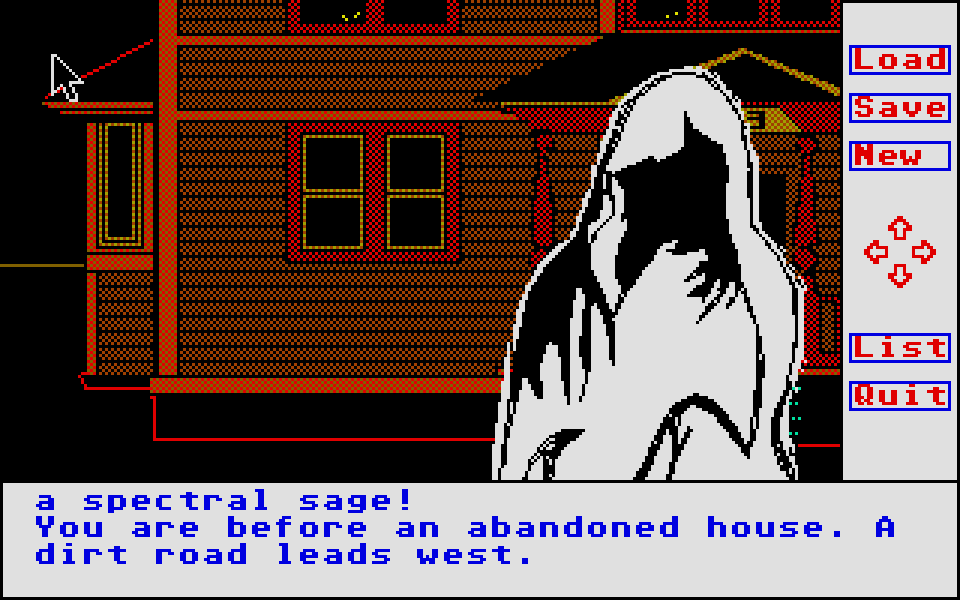 Load
Save
New
List
Quit
a spectral sage!
You are before an abandoned house. A
dirt road leads west.